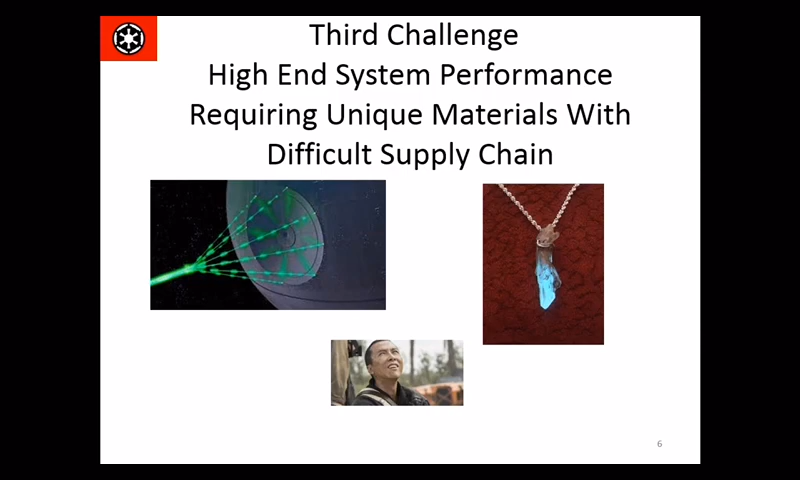 Third Challenge
High End System Performance
Requiring Unique Materials With
Difficult Supply Chain
6